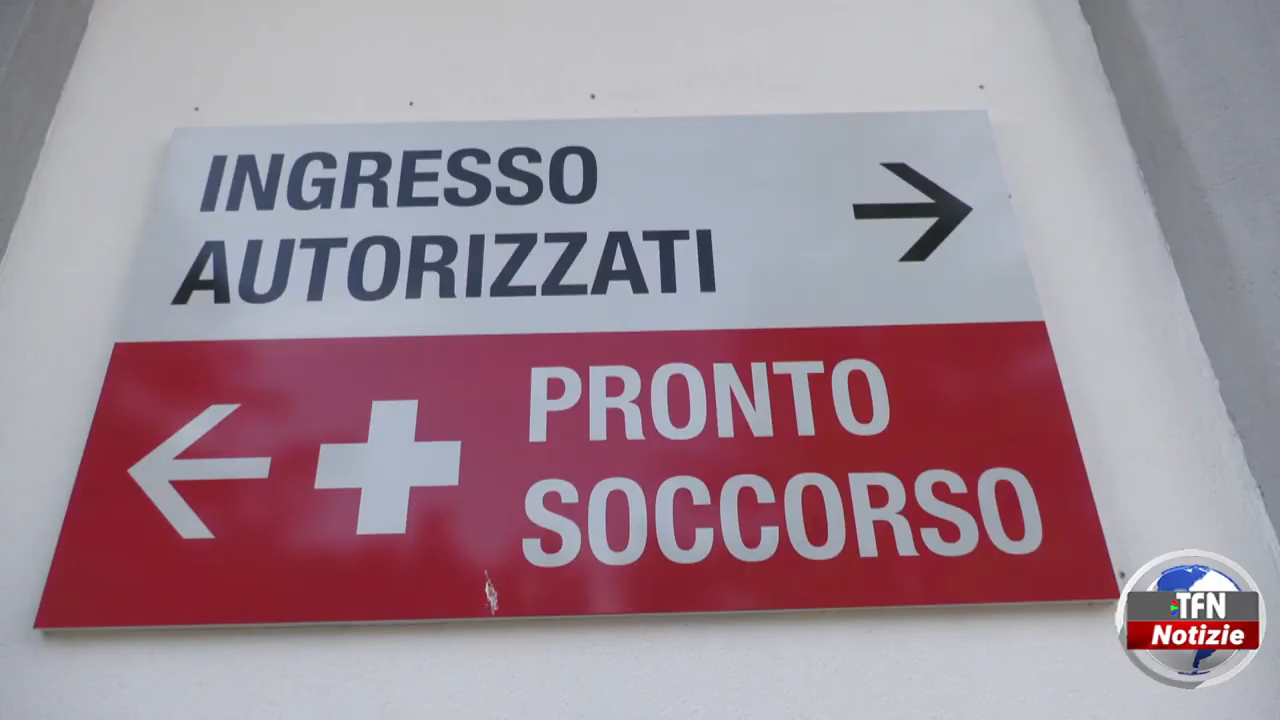 INGRESSO
AUTORIZZATI
PRONTO
SOCCORSO
TFN
Notizie